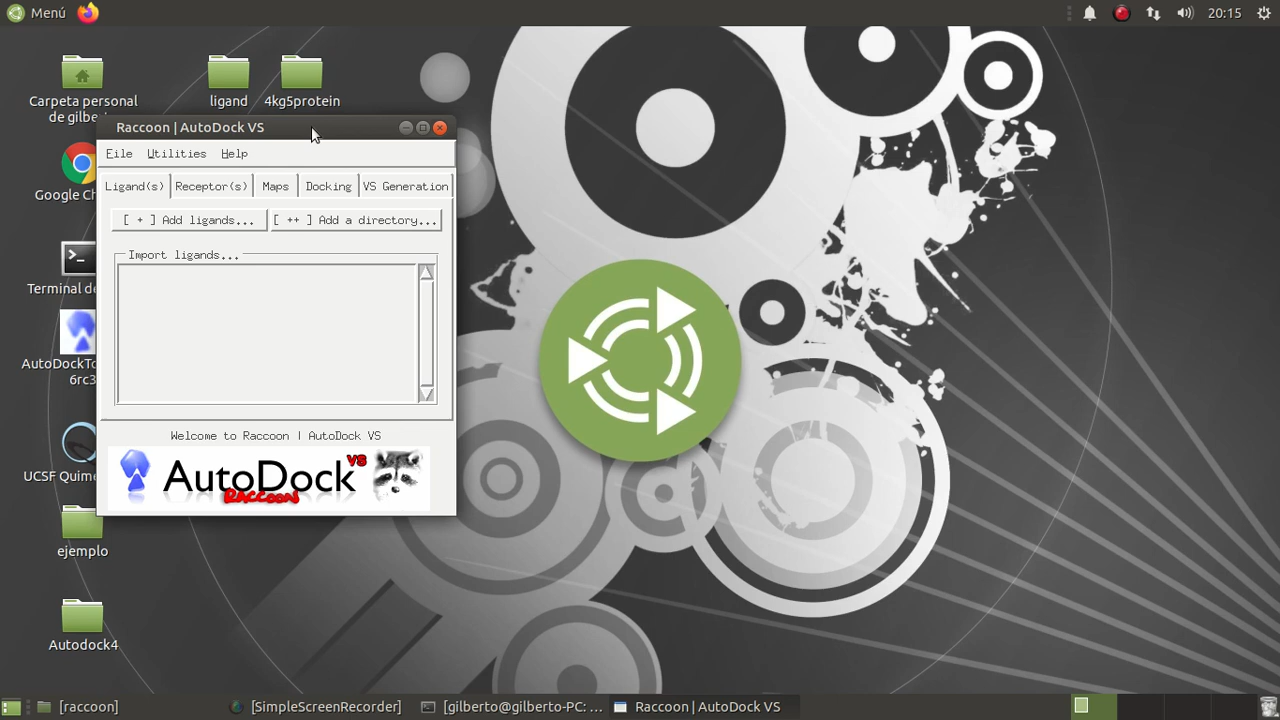 Menú
20:15
Carpeta personal
de gilber
ligand
4kg5protein
Google Ch
Terminal de
AutoDockTo
6rc3
UCSF Quime
ejemplo
Autodock4
Raccoon | AutoDock VS
File Utilities Help
Ligand(s) Receptor(s) Maps Docking VS Generation
[ + ] Add ligands... [ ++ ] Add a directory...
Import ligands...
Welcome to Raccoon | AutoDock VS
AutoDock VS
RACCOON
[raccoon] [SimpleScreenRecorder] [gilberto@gilberto-PC: ... Raccoon | AutoDock VS